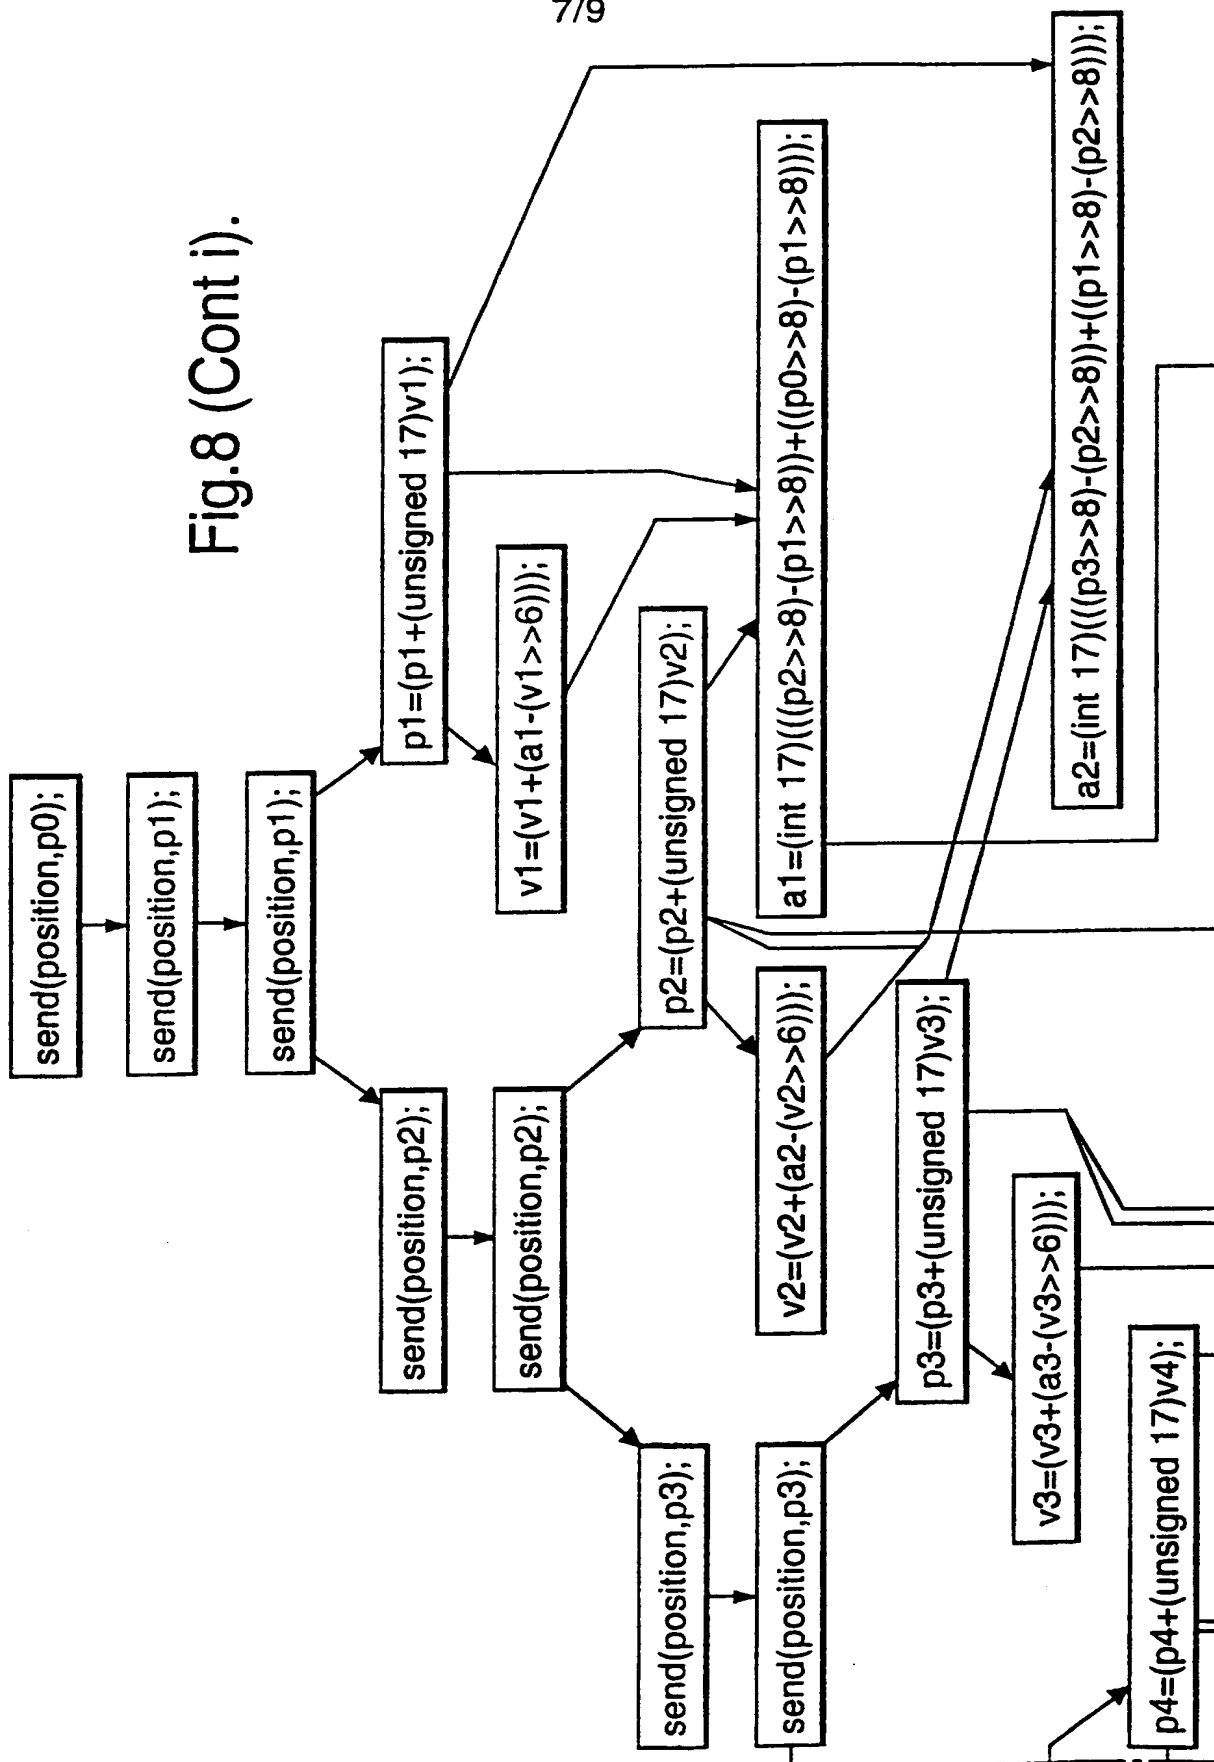 7/9
Fig.8 (Cont i).
send(position,p0);
send(position,p1);
send(position,p1);
send(position,p2);
p1=(p1+(unsigned 17)v1);
send(position,p2);
v1=(v1+(a1-(v1>>6)));
send(position,p3);
p2=(p2+(unsigned 17)v2);
send(position,p3);
v2=(v2+(a2-(v2>>6)));
a1=(int 17)(((p2>>8)-(p1>>8))+((p0>>8)-(p1>>8)));
p3=(p3+(unsigned 17)v3);
v3=(v3+(a3-(v3>>6)));
a2=(int 17)(((p3>>8)-(p2>>8))+((p1>>8)-(p2>>8)));
p4=(p4+(unsigned 17)v4);